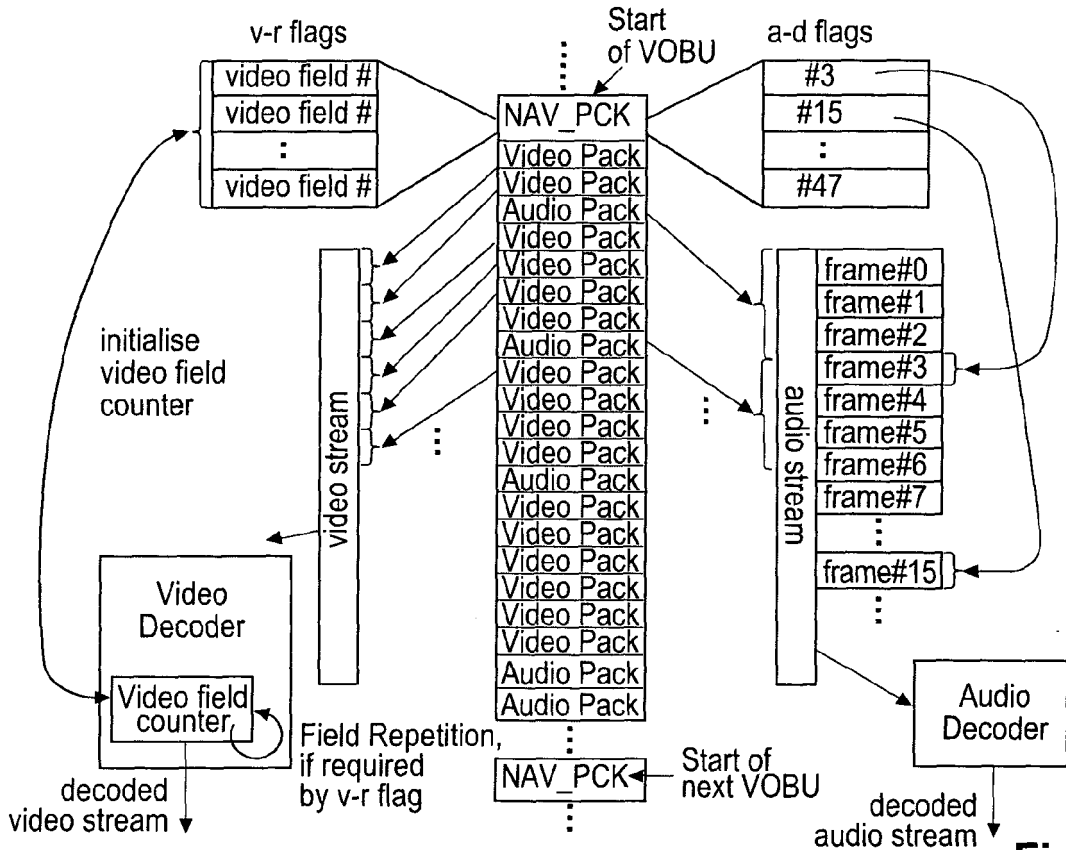 v-r flags
video field #
video field #
⋮
video field #
Start
of VOBU
a-d flags
#3
#15
⋮
#47
NAV_PCK
Video Pack
Video Pack
Audio Pack
Video Pack
Video Pack
Video Pack
Video Pack
Audio Pack
Video Pack
Video Pack
Video Pack
Video Pack
Audio Pack
Video Pack
Video Pack
Video Pack
Video Pack
Video Pack
Video Pack
Audio Pack
Audio Pack
NAV_PCK
Start of
next VOBU
initialise
video field
counter
video stream
audio stream
frame#0
frame#1
frame#2
frame#3
frame#4
frame#5
frame#6
frame#7
frame#15
Video
Decoder
Video field
counter
Field Repetition,
if required
by v-r flag
decoded
video stream
Audio
Decoder
decoded
audio stream